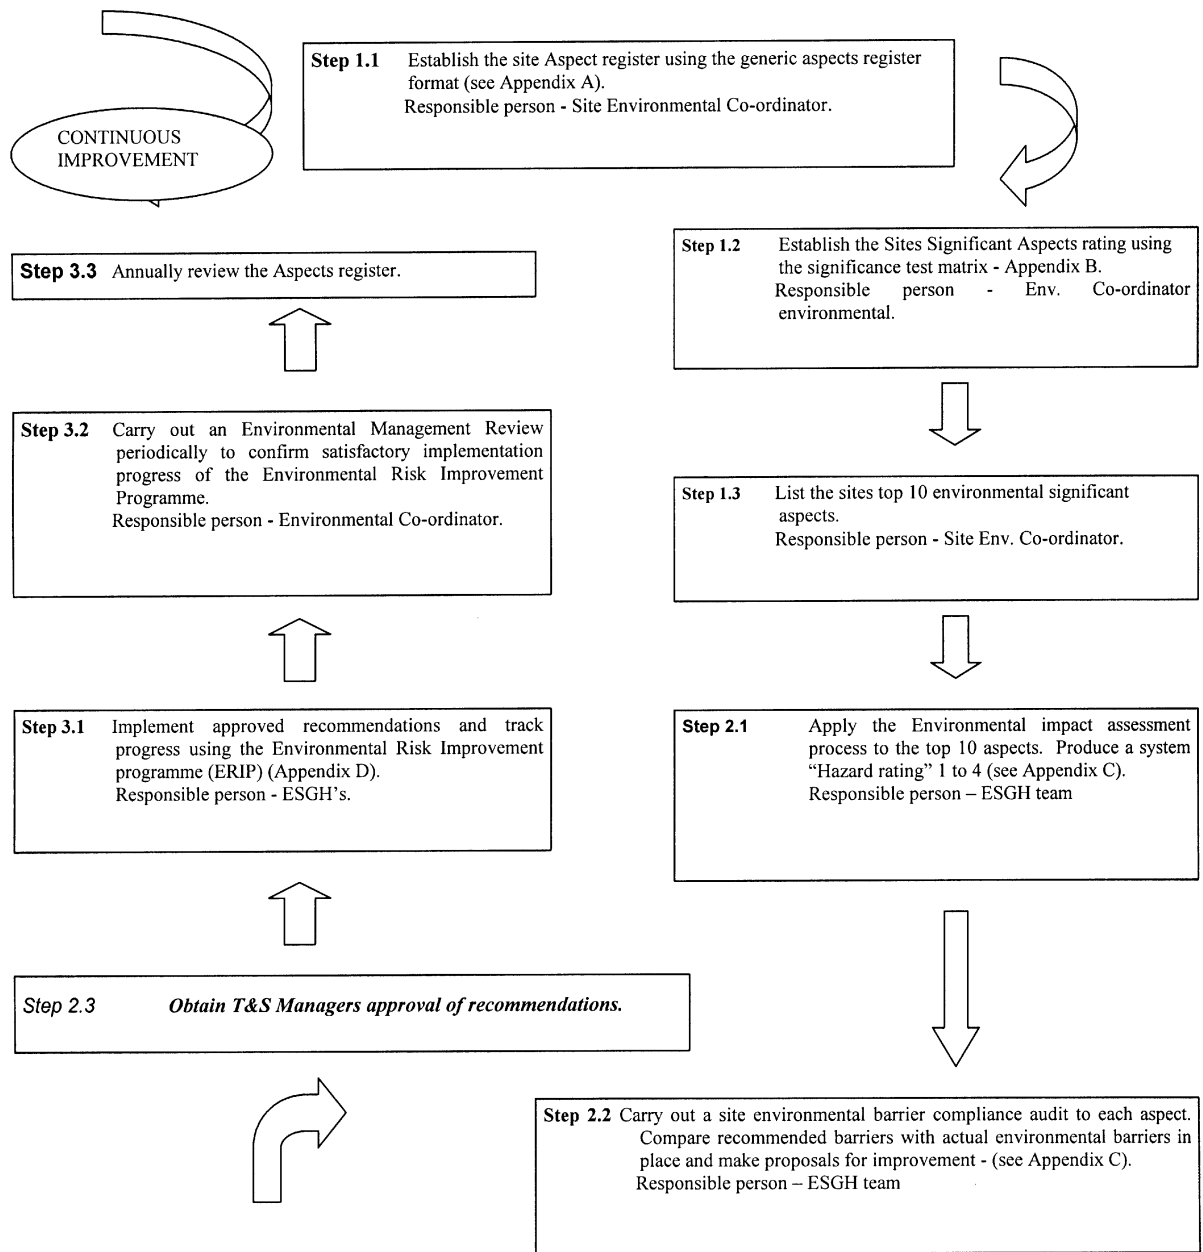 Step 1.1 Establish the site Aspect register using the generic aspects register
format (see Appendix A).
Responsible person - Site Environmental Co-ordinator.
CONTINUOUS
IMPROVEMENT
Step 1.2 Establish the Sites Significant Aspects rating using
the significance test matrix - Appendix B.
Responsible person - Env. Co-ordinator
environmental.
Step 1.3 List the sites top 10 environmental significant
aspects.
Responsible person - Site Env. Co-ordinator.
Step 2.1 Apply the Environmental impact assessment
process to the top 10 aspects. Produce a system
“Hazard rating” 1 to 4 (see Appendix C).
Responsible person – ESGH team
Step 2.2 Carry out a site environmental barrier compliance audit to each aspect.
Compare recommended barriers with actual environmental barriers in
place and make proposals for improvement - (see Appendix C).
Responsible person – ESGH team
Step 2.3 Obtain T&S Managers approval of recommendations.
Step 3.1 Implement approved recommendations and track
progress using the Environmental Risk Improvement
programme (ERIP) (Appendix D).
Responsible person - ESGH's.
Step 3.2 Carry out an Environmental Management Review
periodically to confirm satisfactory implementation
progress of the Environmental Risk Improvement
Programme.
Responsible person - Environmental Co-ordinator.
Step 3.3 Annually review the Aspects register.